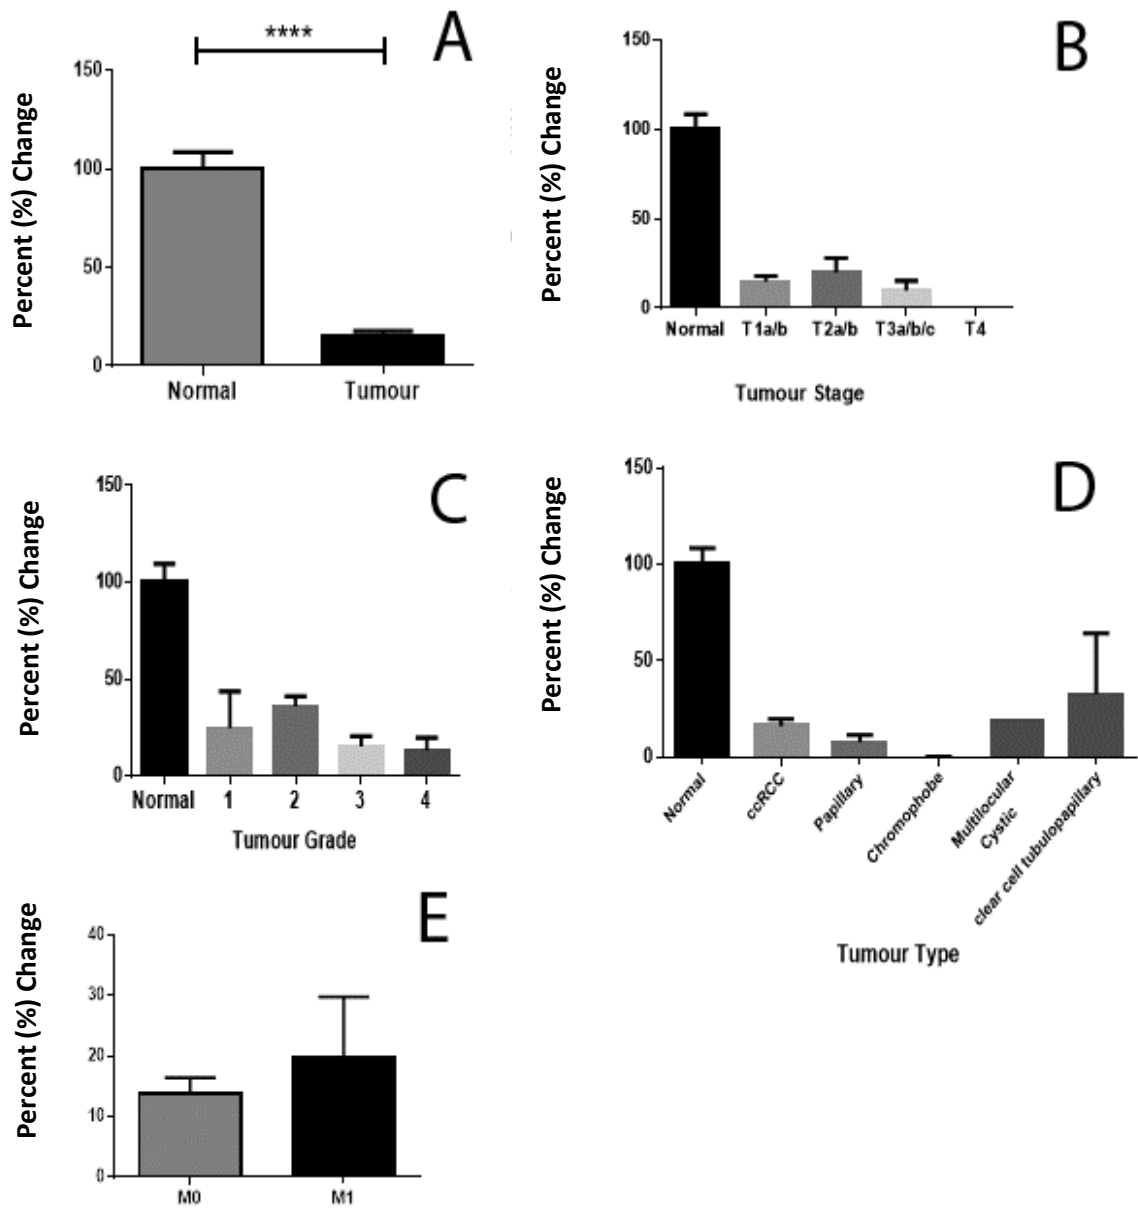 A
****
Percent (%) Change
150
100
50
0
Normal Tumour
B
Percent (%) Change
150
100
50
0
Normal T1a/b T2a/b T3a/b/c T4
Tumour Stage
C
Percent (%) Change
150
100
50
0
Normal 1 2 3 4
Tumour Grade
D
Percent (%) Change
150
100
50
0
Normal
ccRCC
Papillary
Chromophobe
Multilocular
Cystic
clear cell tubulopapillary
Tumour Type
E
Percent (%) Change
40
30
20
10
0
M0 M1